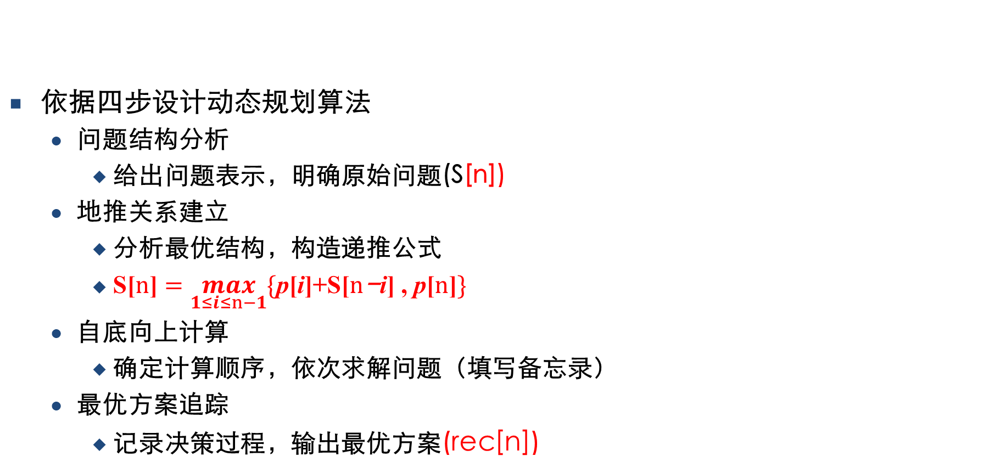 依据四步设计动态规划算法
问题结构分析
给出问题表示，明确原始问题(S[n])
地推关系建立
分析最优结构，构造递推公式
S[n] = max{p[i]+S[n−i] , p[n]}
1≤i≤n−1
自底向上计算
确定计算顺序，依次求解问题（填写备忘录）
最优方案追踪
记录决策过程，输出最优方案(rec[n])